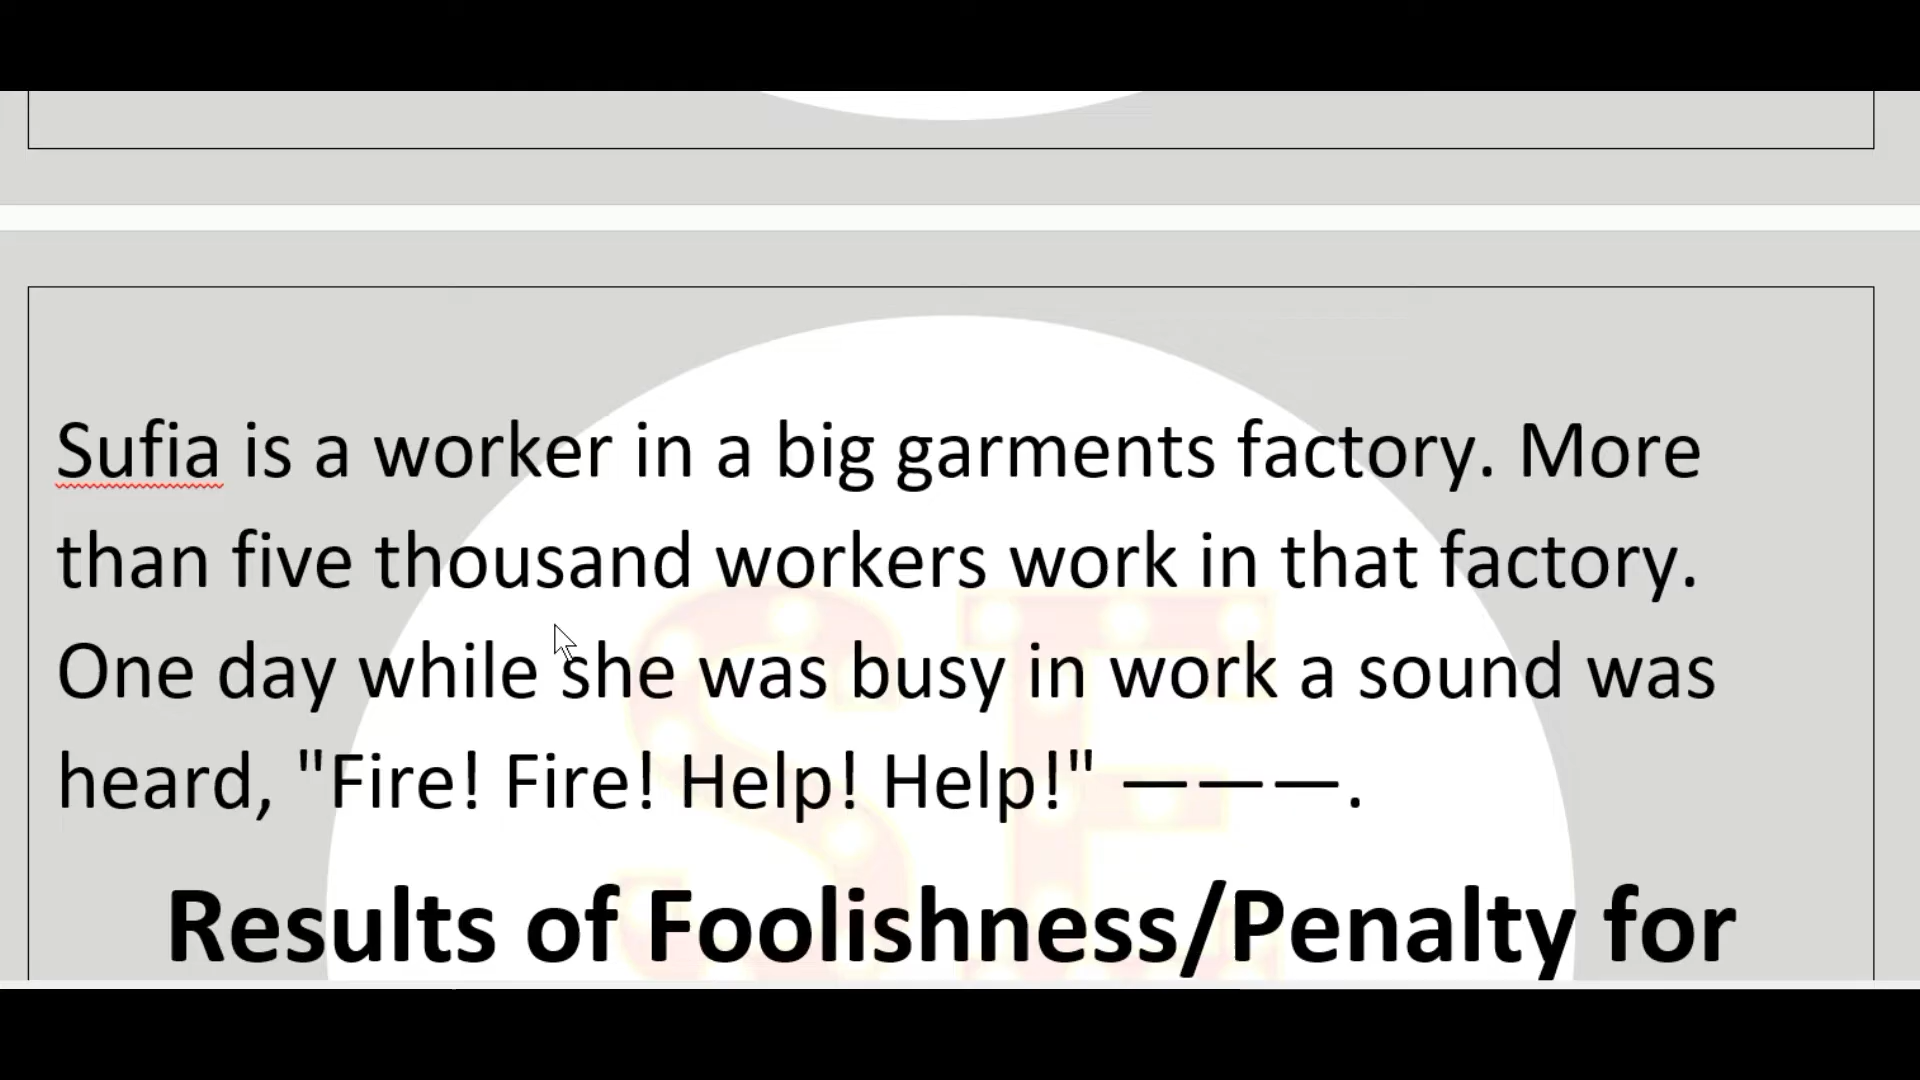 Sufia is a worker in a big garments factory. More
than five thousand workers work in that factory.
One day while she was busy in work a sound was
heard, "Fire! Fire! Help! Help!" ———.
Results of Foolishness/Penalty for
SF